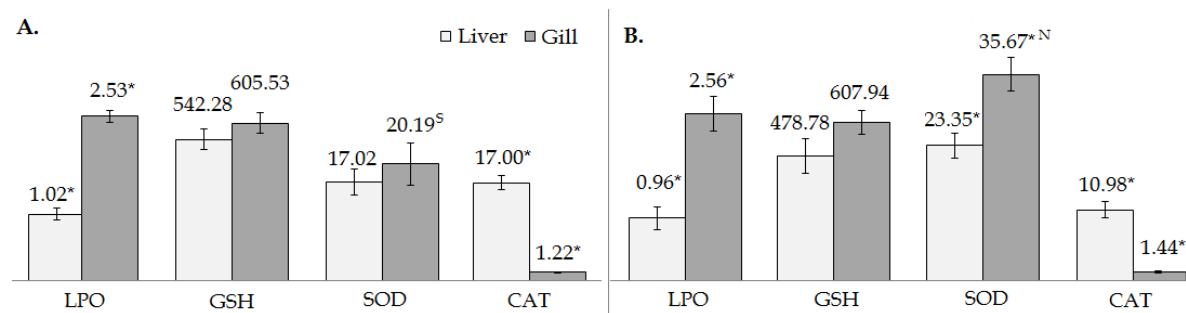 A.
Liver Gill
2.53*
605.53
542.28
20.19ˢ
17.02
17.00*
1.02*
1.22*
LPO GSH SOD CAT
B.
35.67*ᴺ
2.56*
607.94
478.78
23.35*
0.96*
10.98*
1.44*
LPO GSH SOD CAT